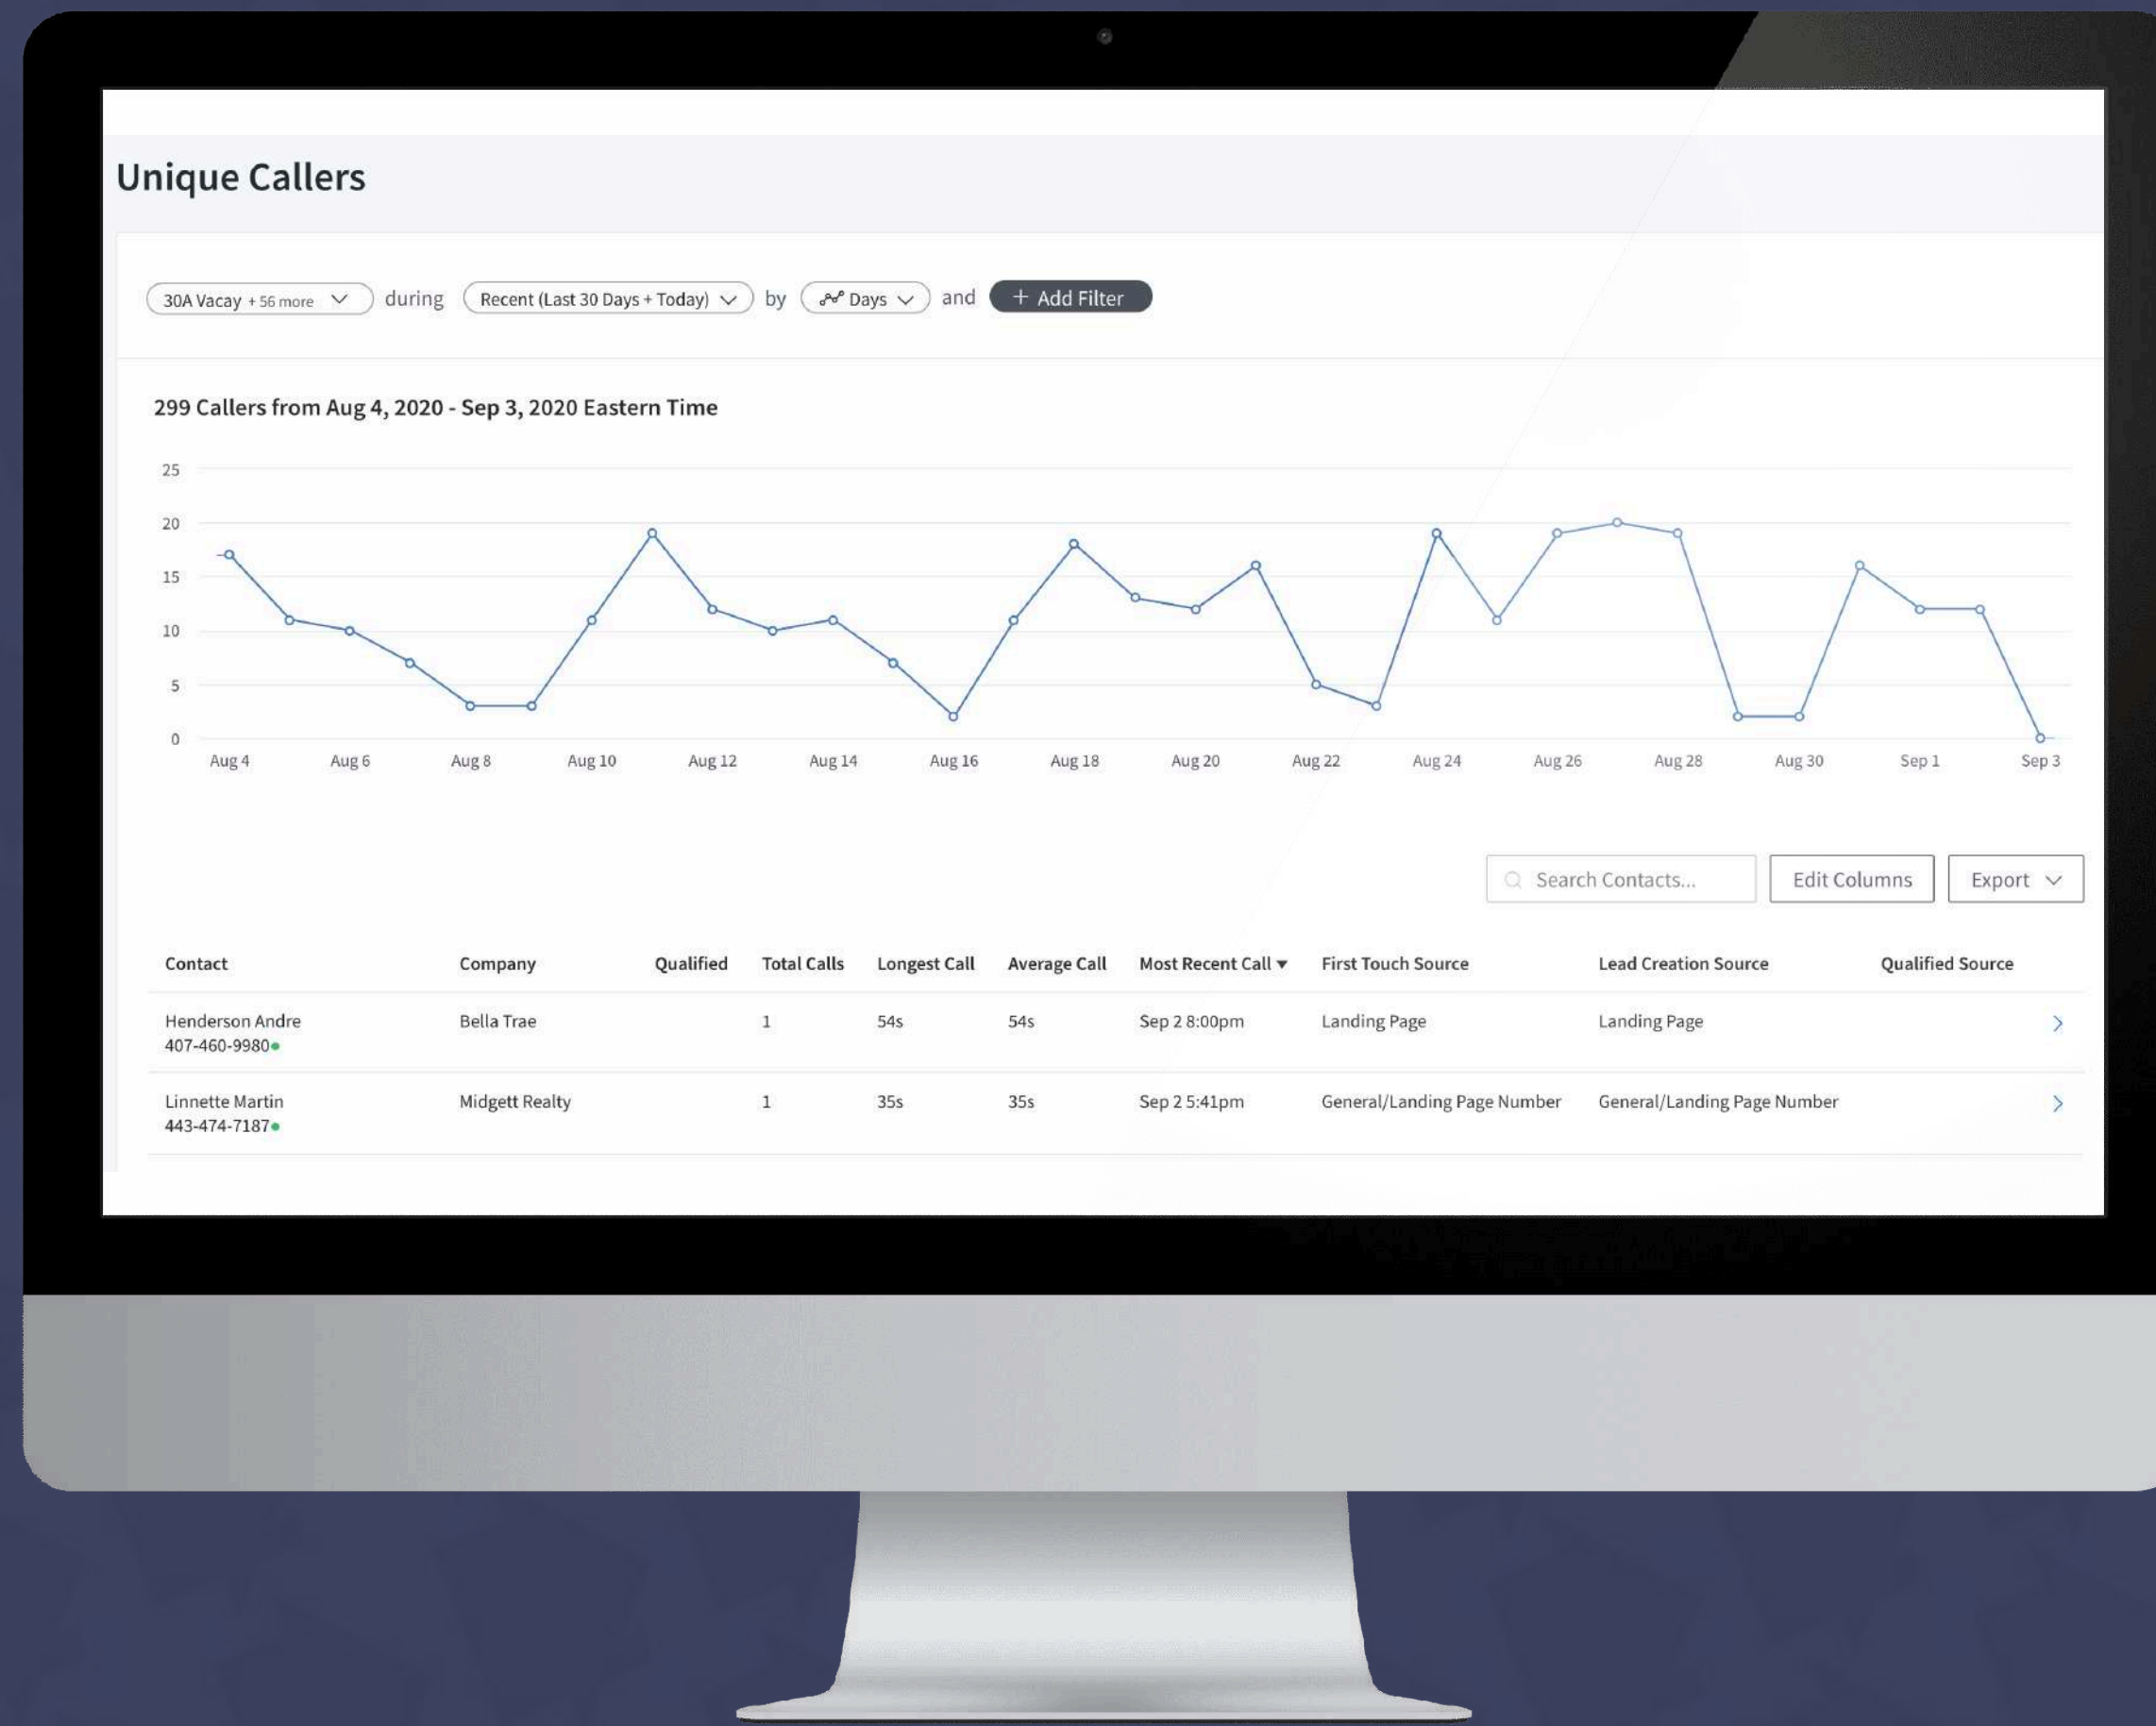 Unique Callers
30A Vacay + 56 more during Recent (Last 30 Days + Today) by Days and + Add Filter
299 Callers from Aug 4, 2020 - Sep 3, 2020 Eastern Time
25
20
15
10
5
0
Aug 4 Aug 6 Aug 8 Aug 10 Aug 12 Aug 14 Aug 16 Aug 18 Aug 20 Aug 22 Aug 24 Aug 26 Aug 28 Aug 30 Sep 1 Sep 3
Search Contacts... Edit Columns Export
Contact Company Qualified Total Calls Longest Call Average Call Most Recent Call First Touch Source Lead Creation Source Qualified Source
Henderson Andre Bella Trae 1 54s 54s Sep 2 8:00pm Landing Page Landing Page
407-460-9980
Linnette Martin Midgett Realty 1 35s 35s Sep 2 5:41pm General/Landing Page Number General/Landing Page Number
443-474-7187